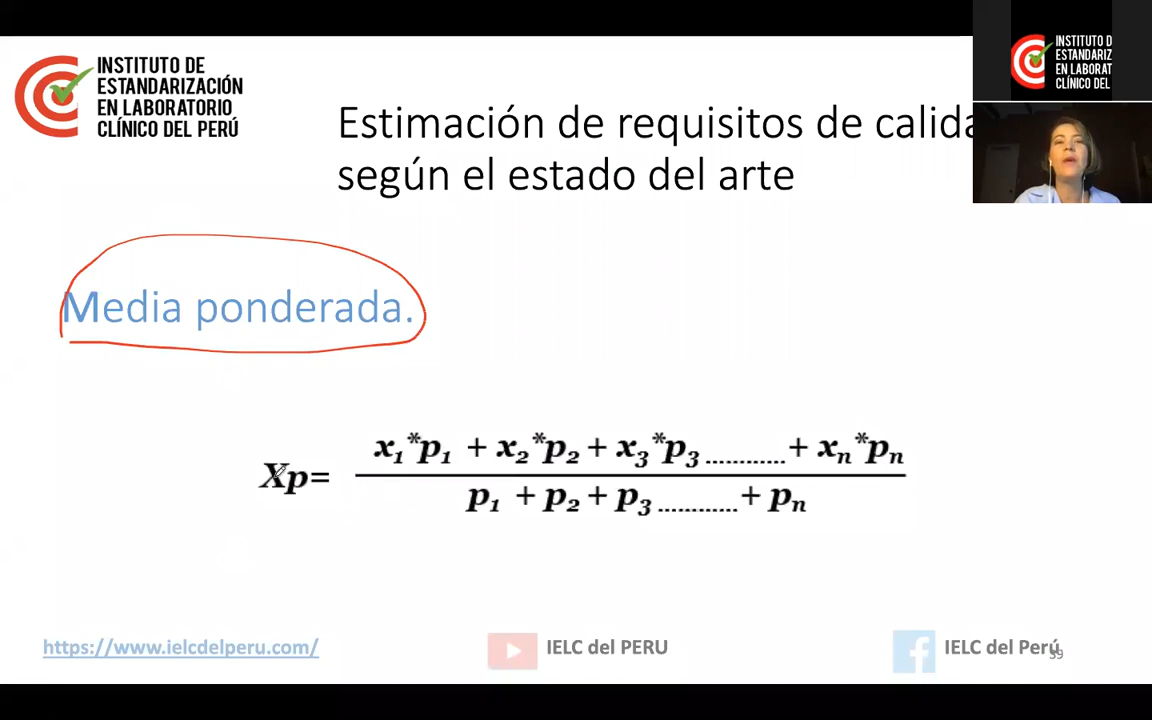 INSTITUTO DE
ESTANDARIZACIÓN
EN LABORATORIO
CLÍNICO DEL PERÚ
INSTITUTO D
ESTANDARIZ
EN LABORAT
CLÍNICO DEL
Estimación de requisitos de calida
según el estado del arte
Media ponderada.
Xp= x₁*p₁ + x₂*p₂ + x₃*p₃ ............ + xₙ*pₙ
p₁ + p₂ + p₃ ............ + pₙ
https://www.ielcdelperu.com/
IELC del PERU
IELC del Perú
39